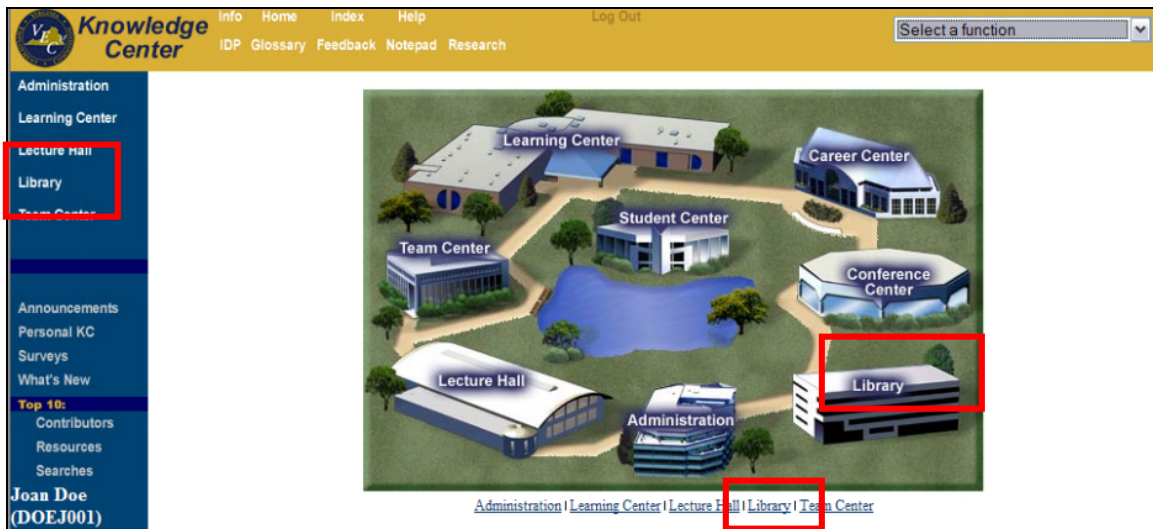 VEC Knowledge Center
Info Home Index Help Log Out
IDP Glossary Feedback Notepad Research
Select a function
Administration
Learning Center
Lecture Hall
Library
Team Center
Announcements
Personal KC
Surveys
What's New
Top 10:
Contributors
Resources
Searches
Joan Doe
(DOEJ001)
Learning Center
Career Center
Student Center
Team Center
Conference
Center
Lecture Hall
Library
Administration
Administration | Learning Center | Lecture Hall | Library | Team Center